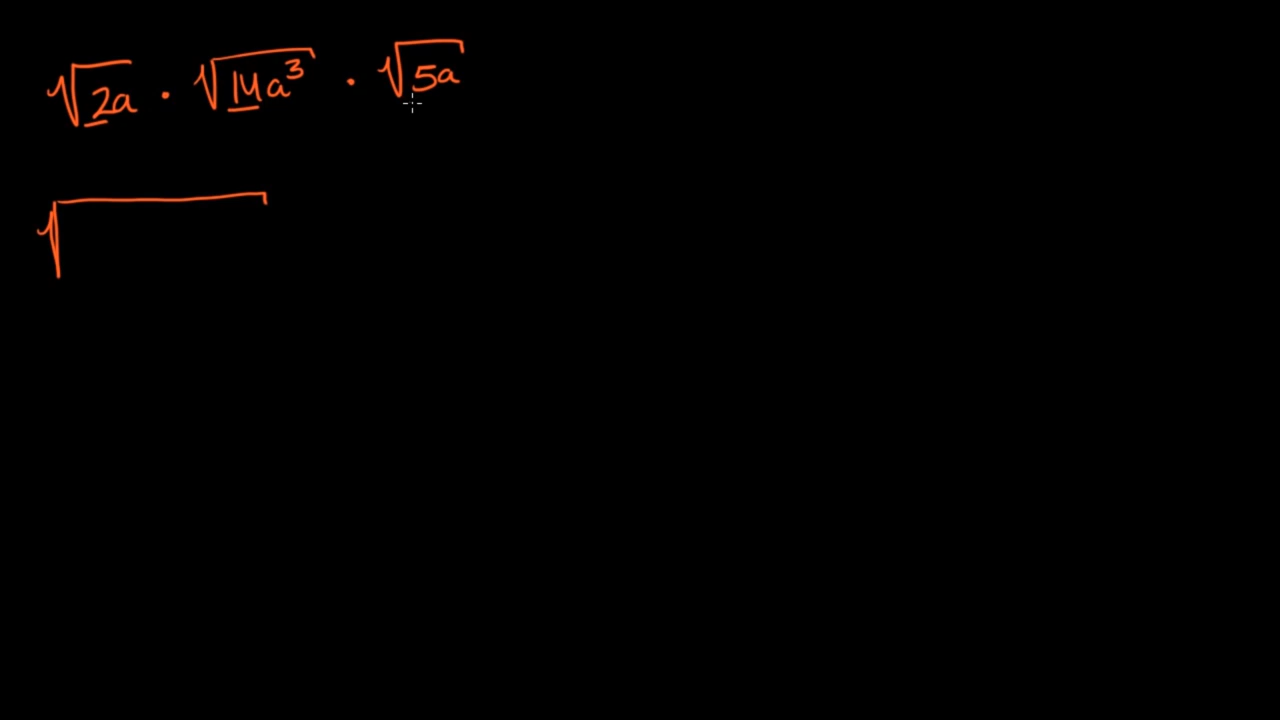 √2a · √14a³ · √5a
√